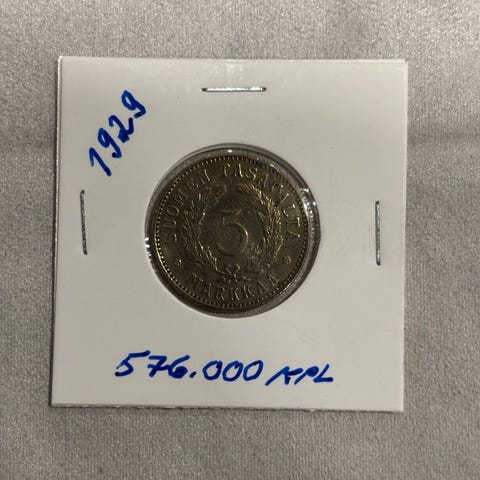 1929
SUOMEN TASAVALTA
5
MARKKAA
576.000 KPL